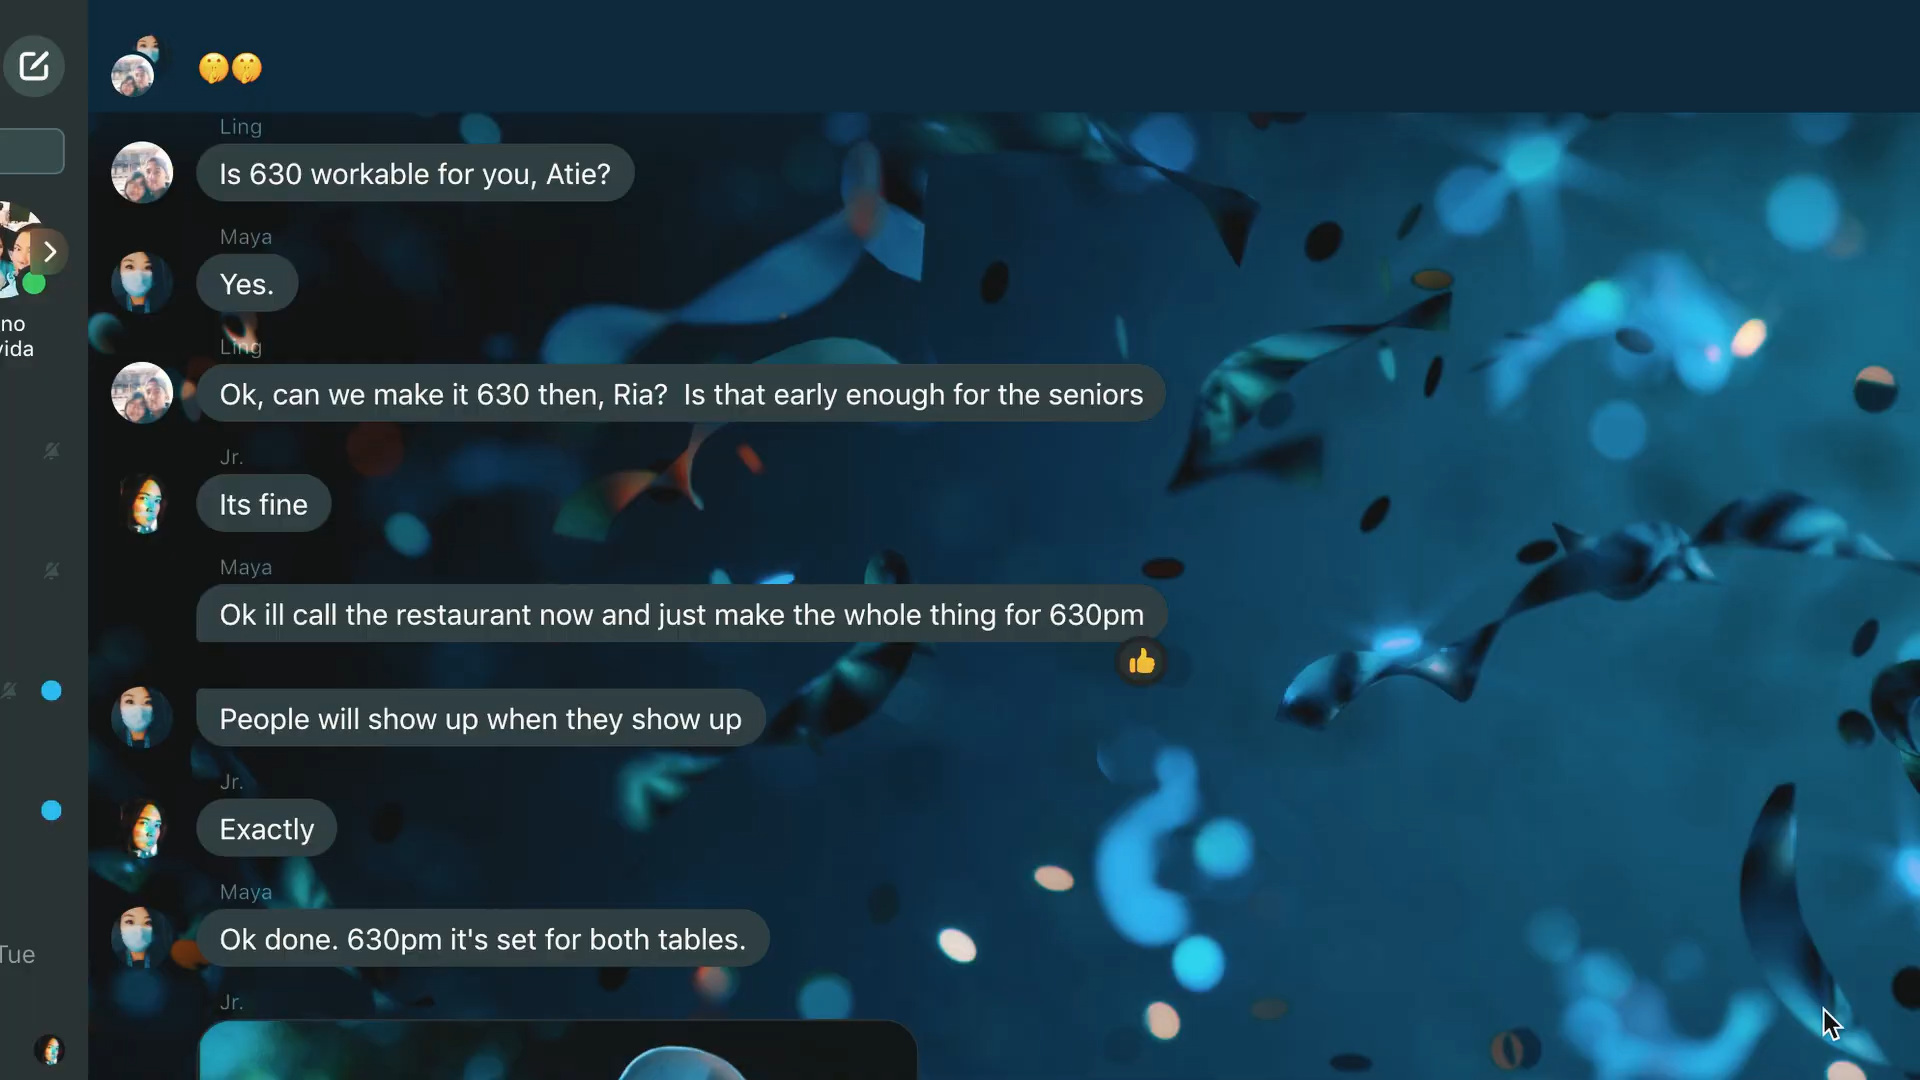 Ling
Is 630 workable for you, Atie?
Maya
Yes.
Ling
Ok, can we make it 630 then, Ria?  Is that early enough for the seniors
Jr.
Its fine
Maya
Ok ill call the restaurant now and just make the whole thing for 630pm
People will show up when they show up
Jr.
Exactly
Maya
Ok done. 630pm it's set for both tables.
Jr.
no
vida
Tue